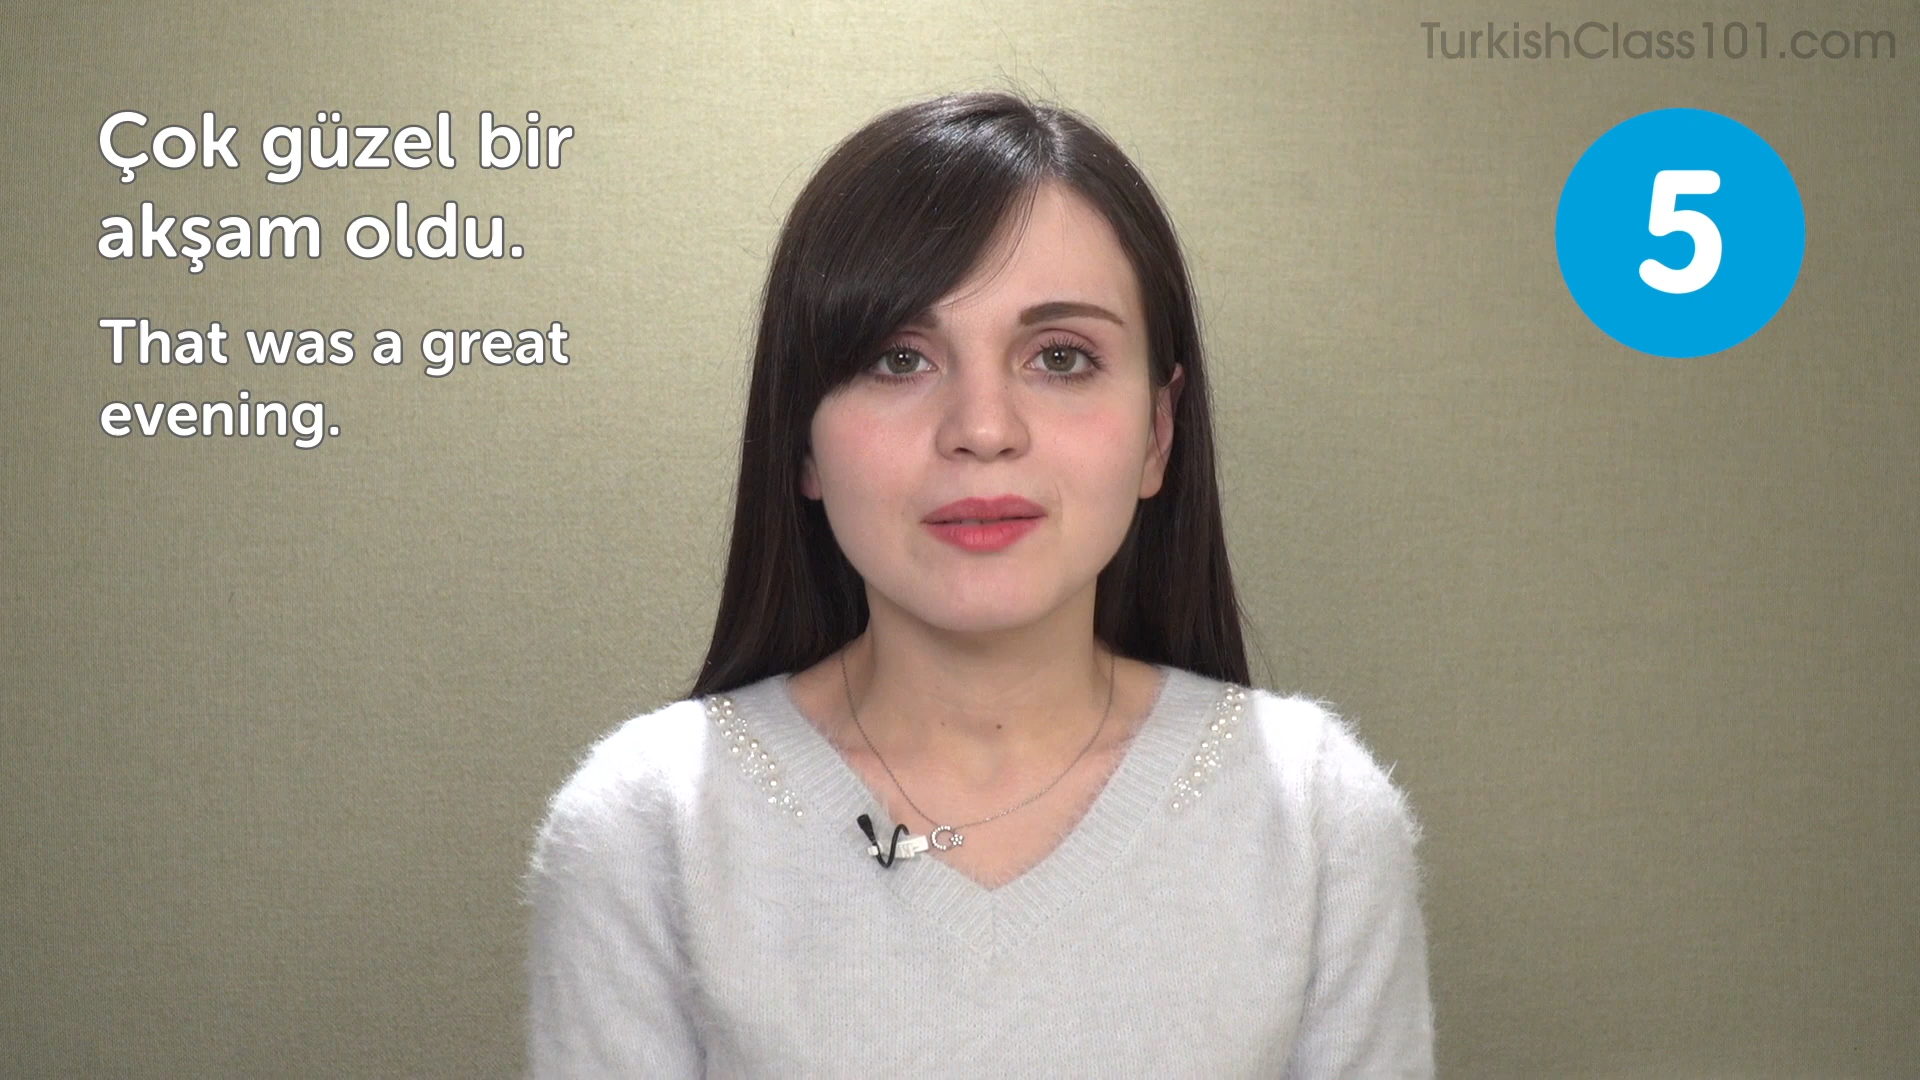 TurkishClass101.com
Çok güzel bir
akşam oldu.
That was a great
evening.
5